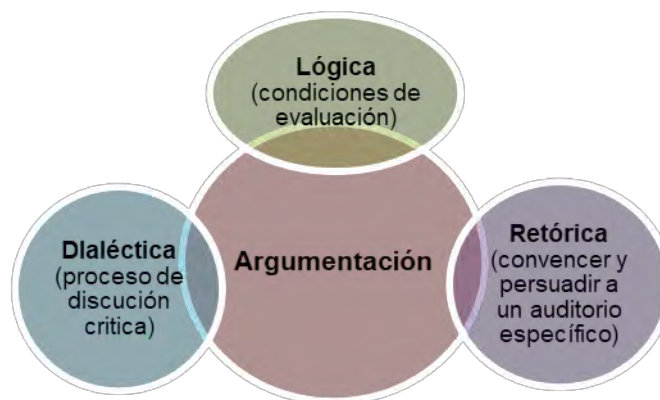 Lógica
(condiciones de
evaluación)
Dialéctica
(proceso de
discución
critica)
Argumentación
Retórica
(convencer y
persuadir a
un auditorio
específico)